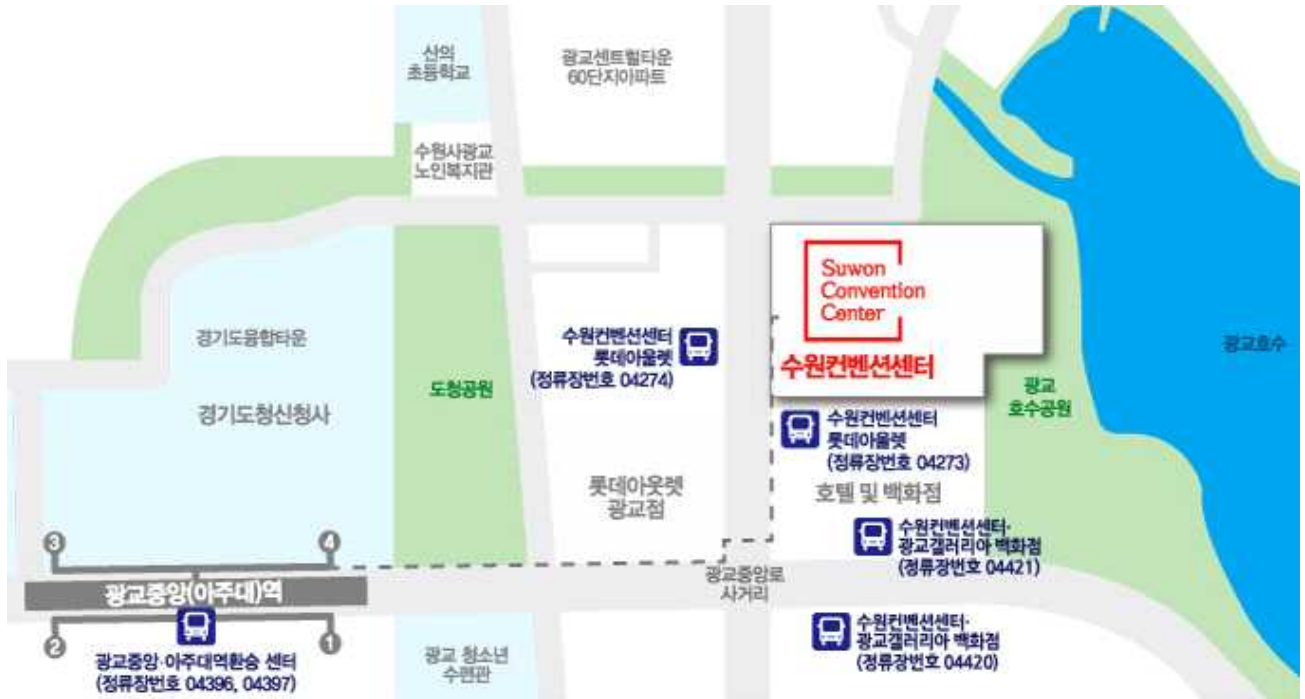 산의
초등학교
광교센트럴타운
60단지아파트
수원시광교
노인복지관
Suwon
Convention
Center
수원컨벤션센터
경기도융합타운
경기도청신청사
도청공원
수원컨벤션센터
롯데아울렛
(정류장번호 04274)
광교호수
광교
호수공원
수원컨벤션센터
롯데아울렛
(정류장번호 04273)
롯데아웃렛
광교점
호텔 및 백화점
수원컨벤션센터·
광교갤러리아 백화점
(정류장번호 04421)
3
4
광교중앙(아주대)역
광교중앙로
사거리
2
1
광교중앙·아주대역환승 센터
(정류장번호 04396, 04397)
광교 청소년
수련관
수원컨벤션센터·
광교갤러리아 백화점
(정류장번호 04420)